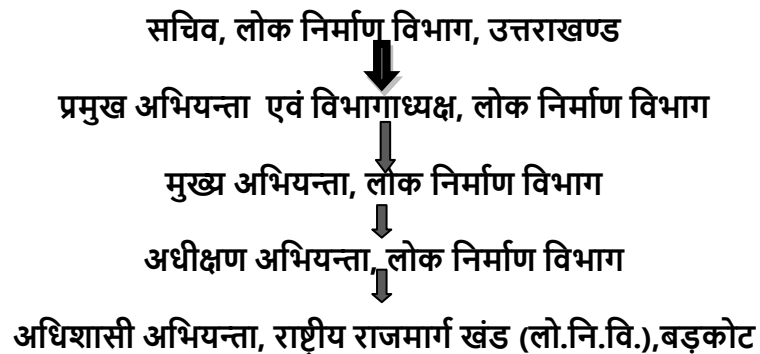 सचिव, लोक निर्माण विभाग, उत्तराखण्ड
प्रमुख अभियन्ता एवं विभागाध्यक्ष, लोक निर्माण विभाग
मुख्य अभियन्ता, लोक निर्माण विभाग
अधीक्षण अभियन्ता, लोक निर्माण विभाग
अधिशासी अभियन्ता, राष्ट्रीय राजमार्ग खंड (लो.नि.वि.),बड़कोट